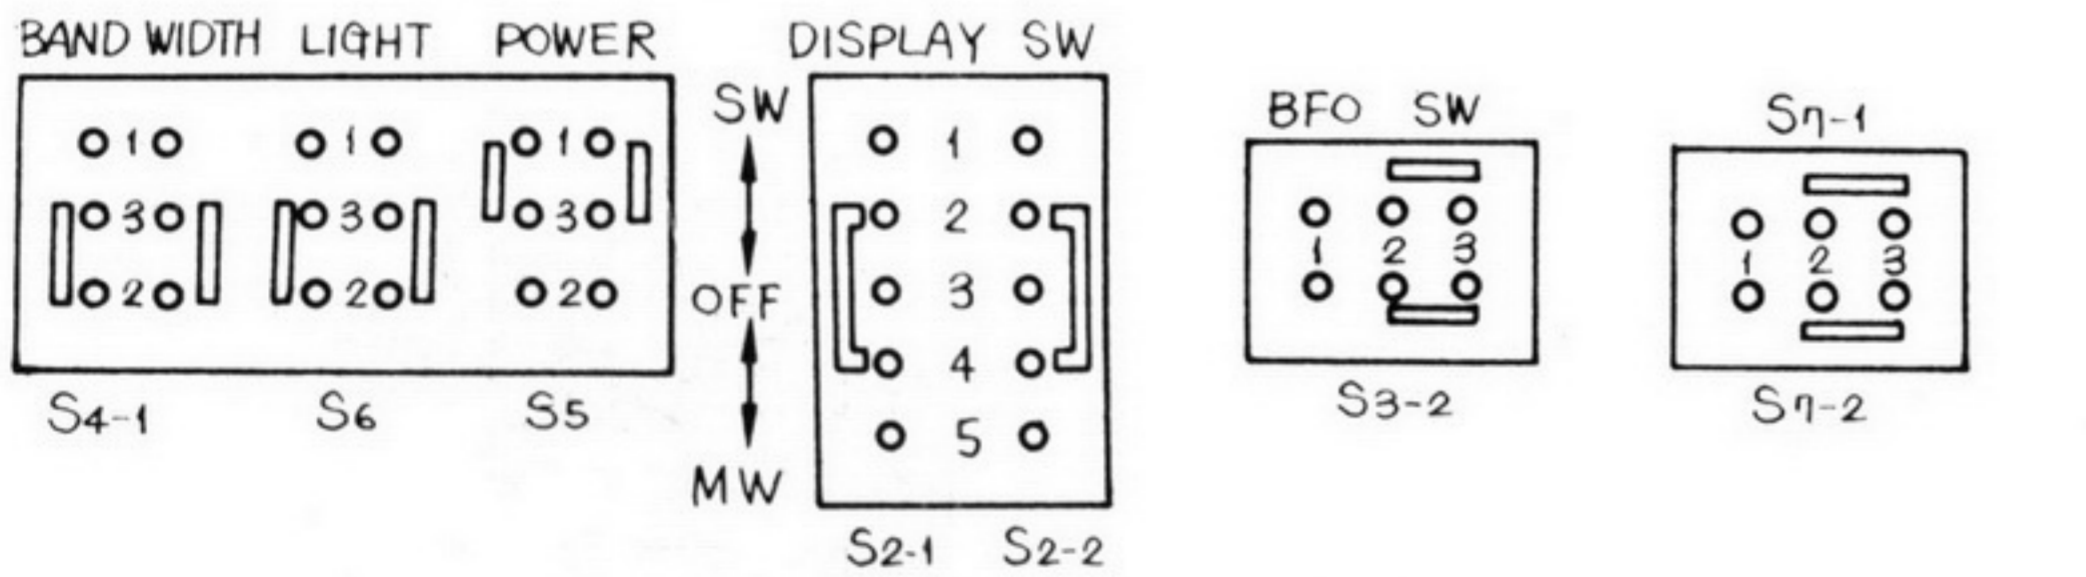 BAND WIDTH LIGHT POWER
1 1 1
3 3 3
2 2 2
S4-1 S6 S5
SW
OFF
MW
DISPLAY SW
1
2
3
4
5
S2-1 S2-2
BFO SW
1 2 3
S3-2
S7-1
1 2 3
S7-2